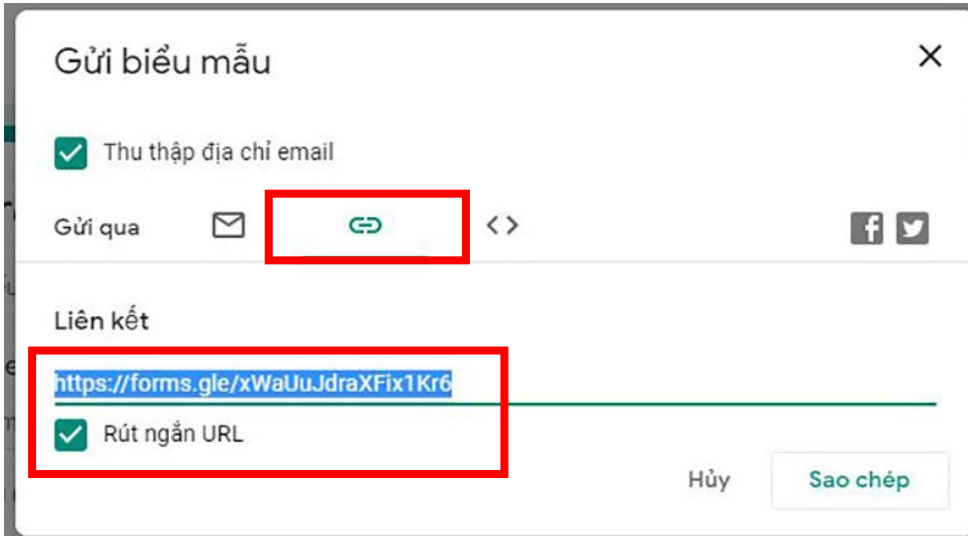 Gửi biểu mẫu
Thu thập địa chỉ email
Gửi qua
Liên kết
https://forms.gle/xWaUuJdraXFix1Kr6
Rút ngắn URL
Hủy
Sao chép